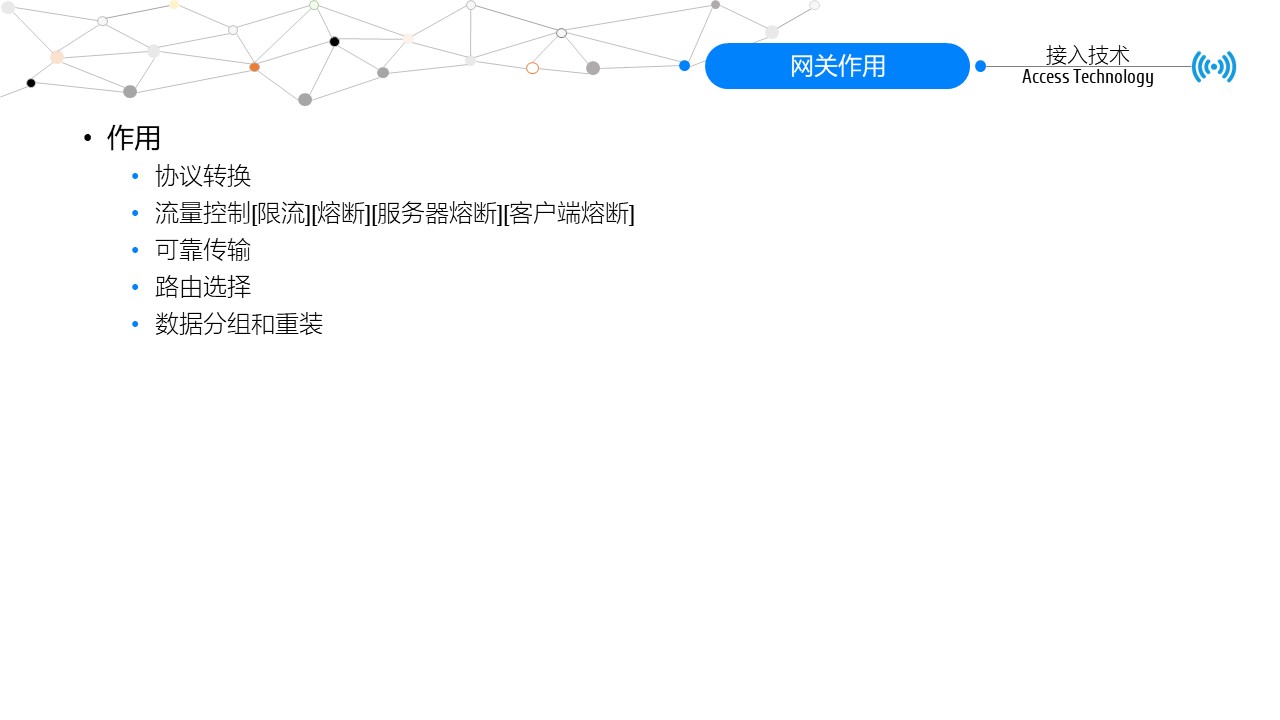 网关作用
接入技术
Access Technology
• 作用
• 协议转换
• 流量控制[限流][熔断][服务器熔断][客户端熔断]
• 可靠传输
• 路由选择
• 数据分组和重装